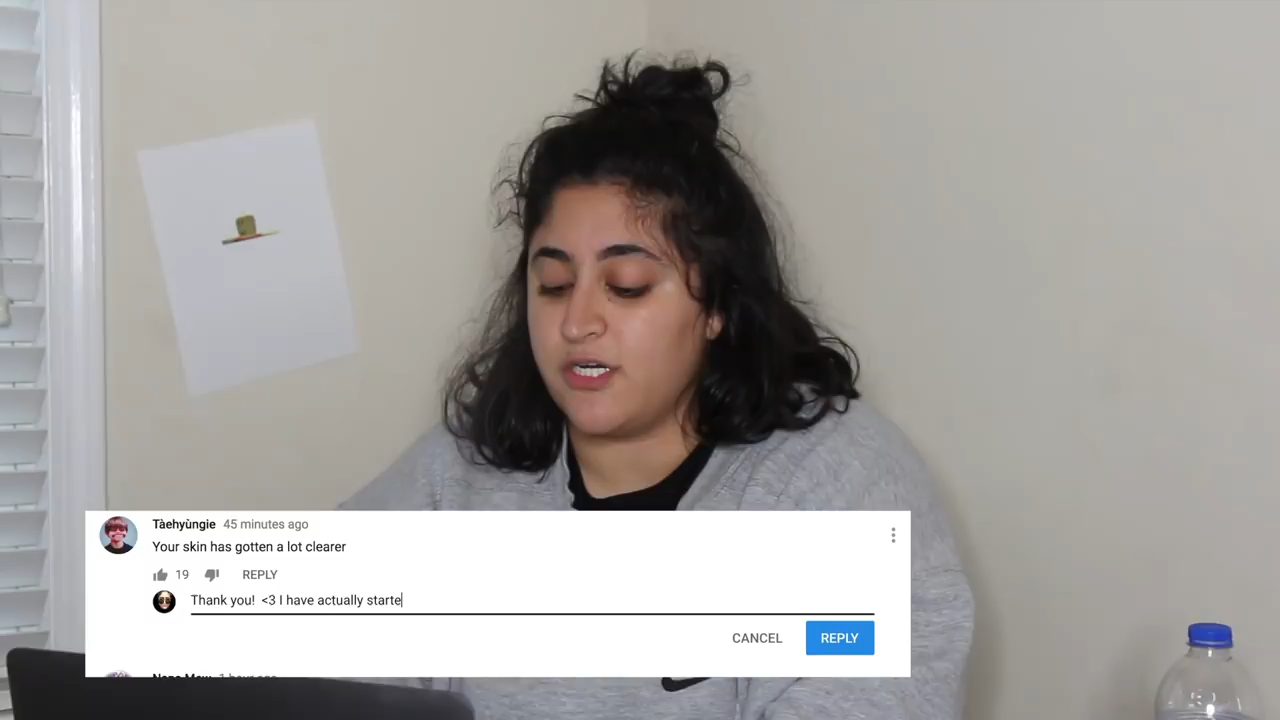 Tàehyùngie 45 minutes ago
Your skin has gotten a lot clearer
19 REPLY
Thank you! <3 I have actually starte
CANCEL REPLY